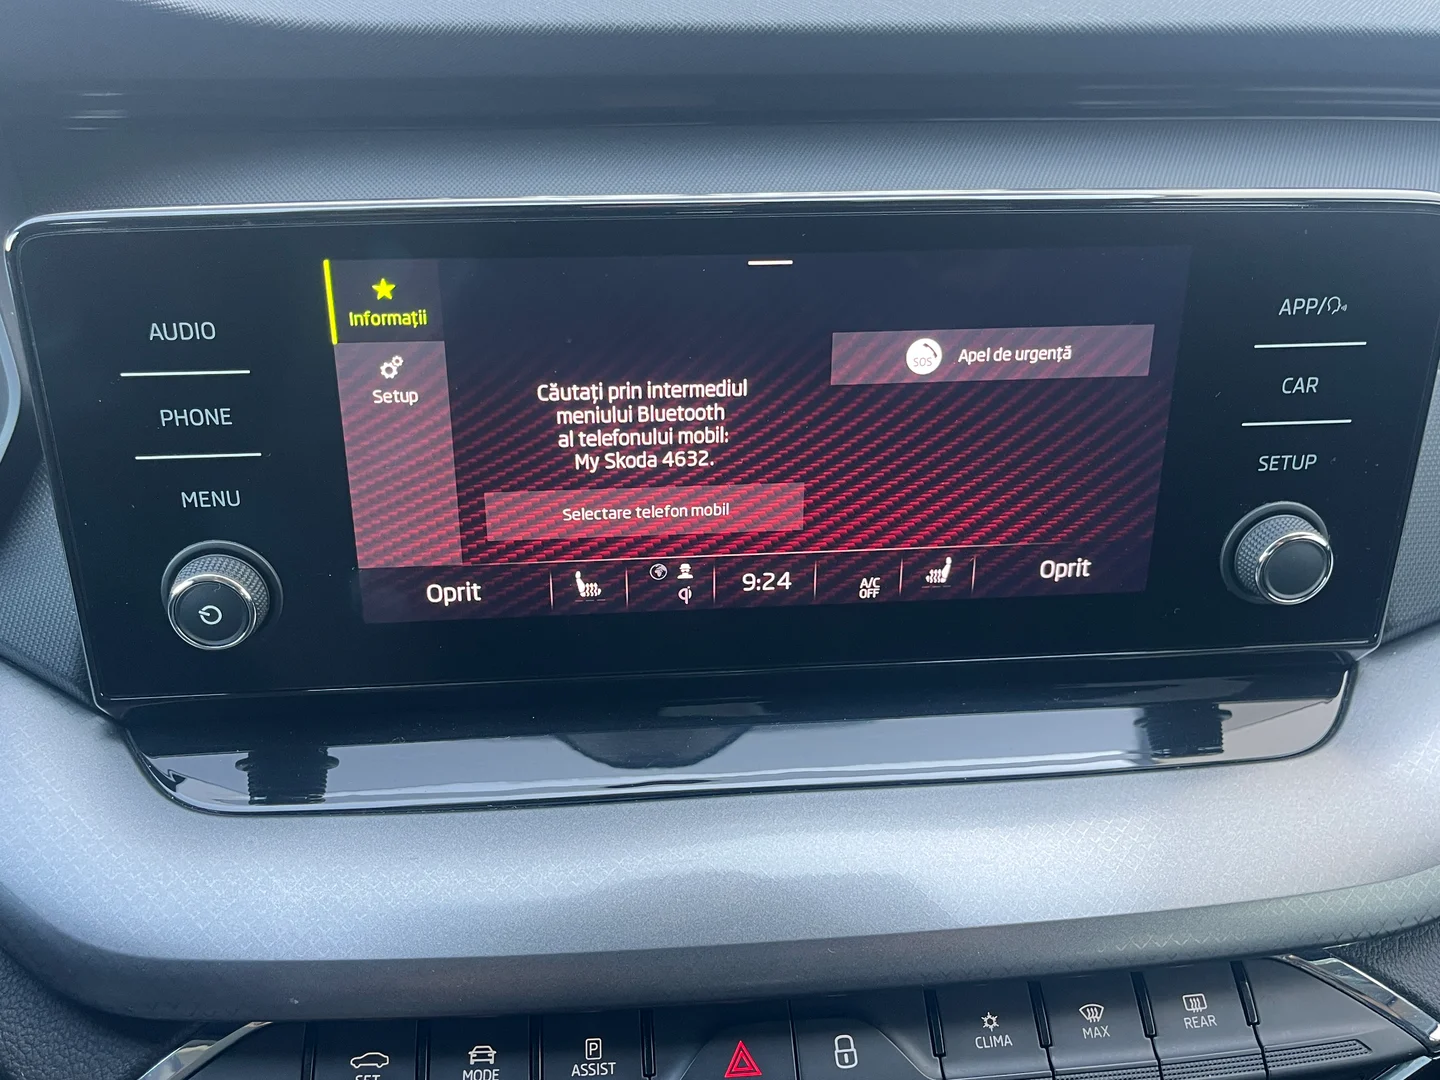 AUDIO
PHONE
MENU
Informații
Setup
Căutați prin intermediul
meniului Bluetooth
al telefonului mobil:
My Skoda 4632.
Selectare telefon mobil
SOS
Apel de urgență
Oprit
9:24
A/C
OFF
Oprit
APP/
CAR
SETUP
SET
MODE
P
ASSIST
CLIMA
MAX
REAR